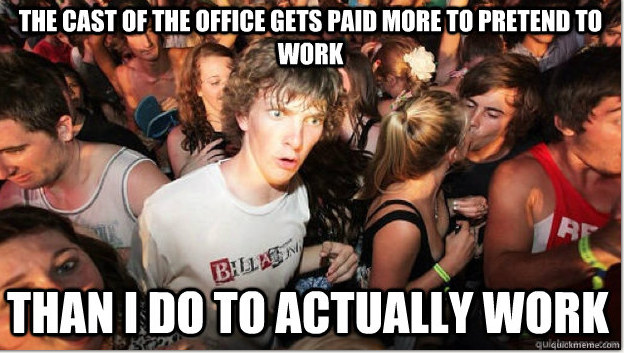 THE CAST OF THE OFFICE GETS PAID MORE TO PRETEND TO
WORK
THAN I DO TO ACTUALLY WORK
quickmeme.com